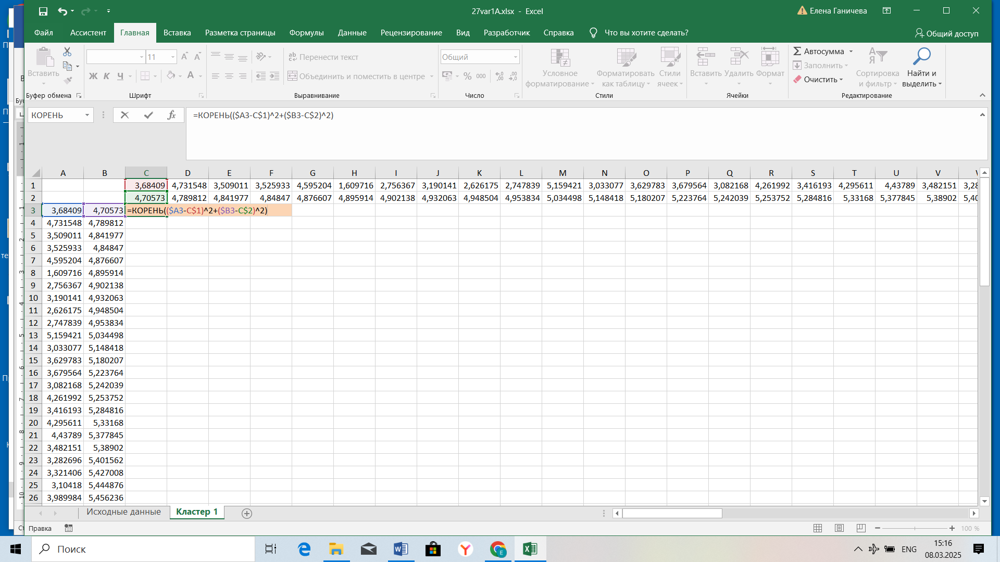 27var1A.xlsx - Excel
Елена Ганичева
Файл Ассистент Главная Вставка Разметка страницы Формулы Данные Рецензирование Вид Разработчик Справка Что вы хотите сделать? Общий доступ
11 Перенести текст Общий Автосумма
Вставить Ж К Ч А Объединить и поместить в центре % 000 Условное форматирование Форматировать как таблицу Стили ячеек Вставить Удалить Формат Заполнить Очистить Сортировка и фильтр Найти и выделить
Буфер обмена Шрифт Выравнивание Число Стили Ячейки Редактирование
КОРЕНЬ fx =КОРЕНЬ(($A3-C$1)^2+($B3-C$2)^2)
A B C D E F G H I J K L M N O P Q R S T U V
1 3,68409 4,731548 3,509011 3,525933 4,595204 1,609716 2,756367 3,190141 2,626175 2,747839 5,159421 3,033077 3,629783 3,679564 3,082168 4,261992 3,416193 4,295611 4,43789 3,482151 3,28
2 4,70573 4,789812 4,841977 4,84847 4,876607 4,895914 4,902138 4,932063 4,948504 4,953834 5,034498 5,148418 5,180207 5,223764 5,242039 5,253752 5,284816 5,33168 5,377845 5,38902 5,40
3 3,68409 4,70573 =КОРЕНЬ(($A3-C$1)^2+($B3-C$2)^2)
4 4,731548 4,789812
5 3,509011 4,841977
6 3,525933 4,84847
7 4,595204 4,876607
8 1,609716 4,895914
9 2,756367 4,902138
10 3,190141 4,932063
11 2,626175 4,948504
12 2,747839 4,953834
13 5,159421 5,034498
14 3,033077 5,148418
15 3,629783 5,180207
16 3,679564 5,223764
17 3,082168 5,242039
18 4,261992 5,253752
19 3,416193 5,284816
20 4,295611 5,33168
21 4,43789 5,377845
22 3,482151 5,38902
23 3,282696 5,401562
24 3,321406 5,427008
25 3,10418 5,444876
26 3,989984 5,456236
Исходные данные Кластер 1
Правка 100 %
Поиск ENG 15:16
08.03.2025